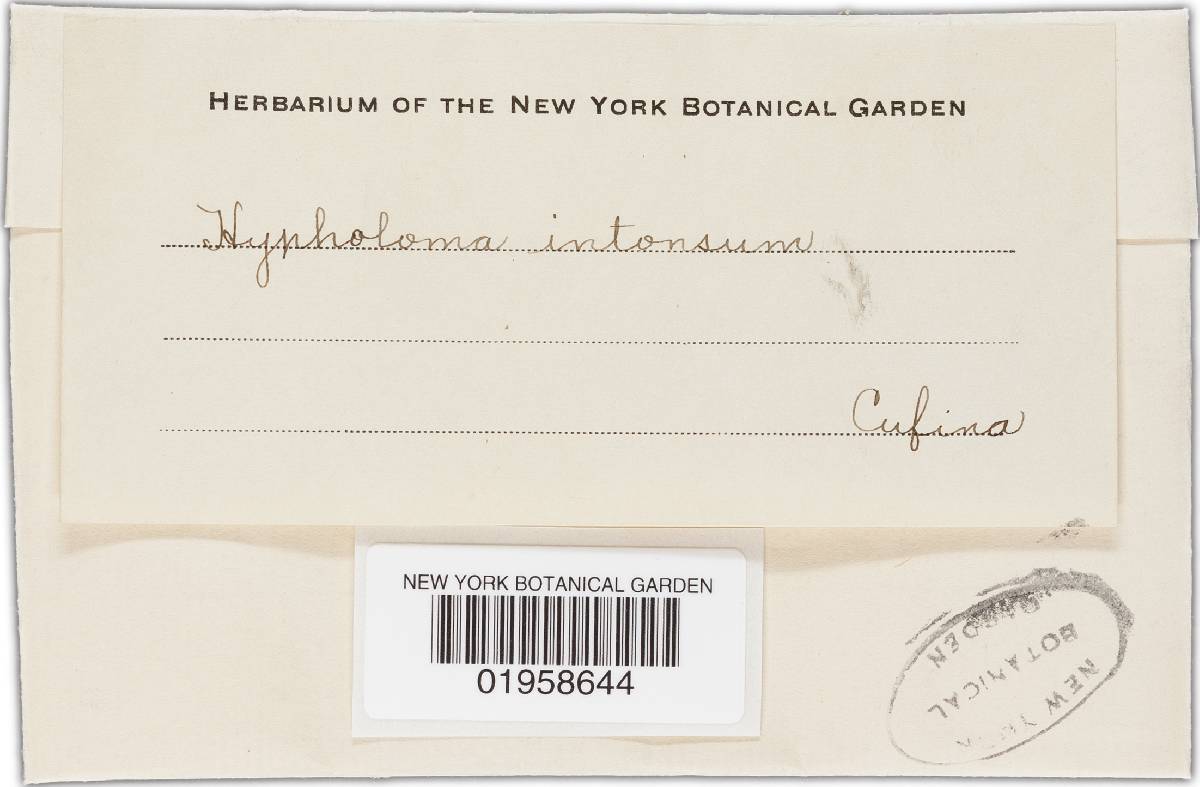 HERBARIUM OF THE NEW YORK BOTANICAL GARDEN
Hypholoma intonsum
Cufina
NEW YORK BOTANICAL GARDEN
01958644
NEW YORK
BOTANICAL
GARDEN